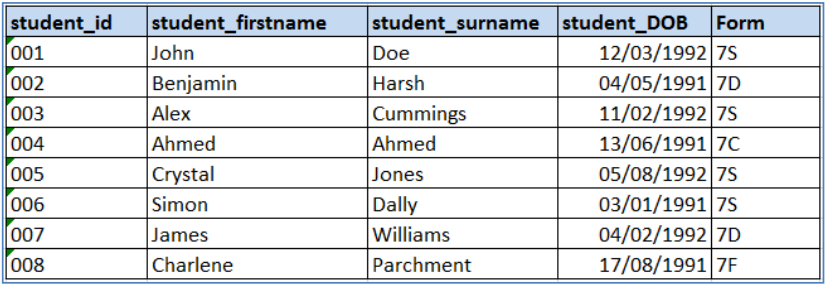 student_id student_firstname student_surname student_DOB Form
001 John Doe 12/03/1992 7S
002 Benjamin Harsh 04/05/1991 7D
003 Alex Cummings 11/02/1992 7S
004 Ahmed Ahmed 13/06/1991 7C
005 Crystal Jones 05/08/1992 7S
006 Simon Dally 03/01/1991 7S
007 James Williams 04/02/1992 7D
008 Charlene Parchment 17/08/1991 7F